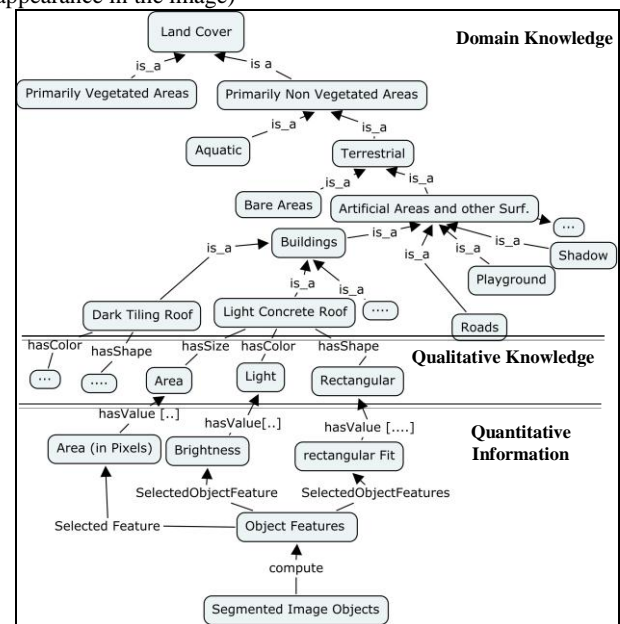 appearance in the image)
Land Cover
Domain Knowledge
is_a
is a
Primarily Vegetated Areas
Primarily Non Vegetated Areas
is_a
is_a
Aquatic
Terrestrial
is_a
is_a
Bare Areas
Artificial Areas and other Surf.
...
is_a
Buildings
is_a
is_a
is_a
is_a
Shadow
Playground
is_a
is_a
Dark Tiling Roof
Light Concrete Roof
....
Roads
hasColor
hasShape
hasSize
hasColor
hasShape
Qualitative Knowledge
...
....
Area
Light
Rectangular
hasValue [..]
hasValue[..]
hasValue [....]
Quantitative
Information
Area (in Pixels)
Brightness
rectangular Fit
SelectedObjectFeature
SelectedObjectFeatures
Selected Feature
Object Features
compute
Segmented Image Objects